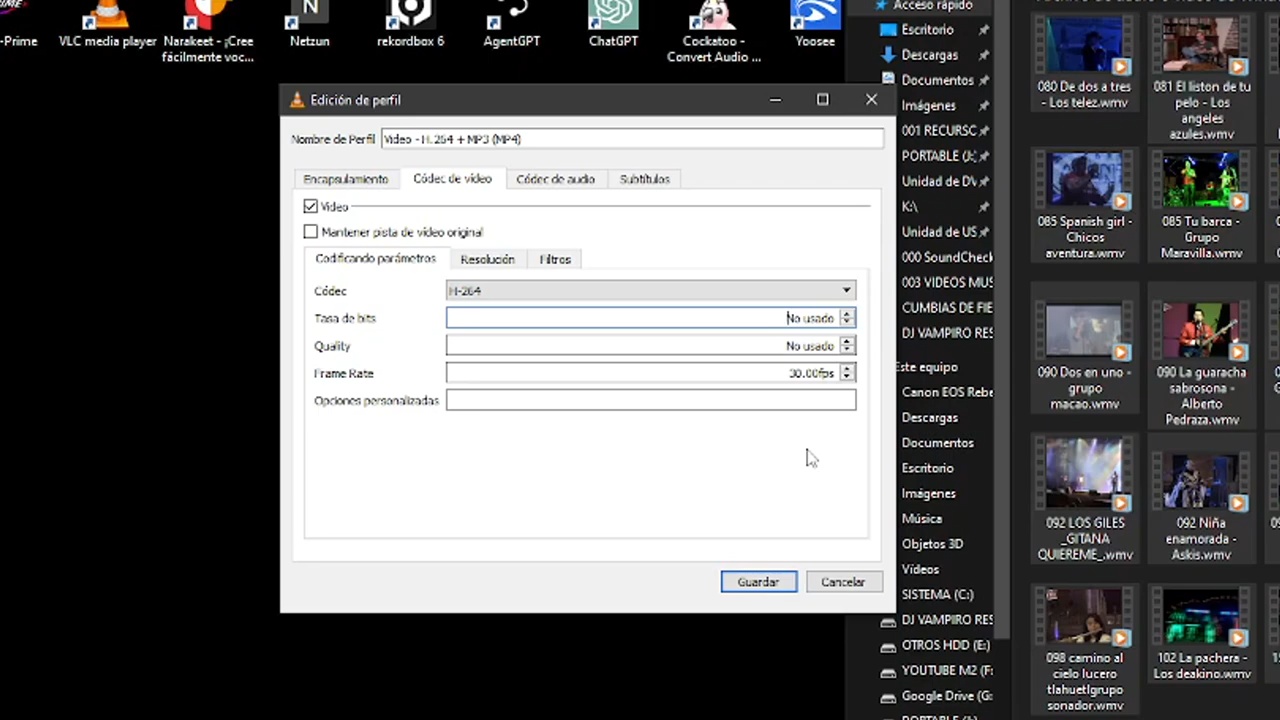 -Prime
VLC media player
Narakeet - ¡Cree
fácilmente voc...
Netzun
rekordbox 6
AgentGPT
ChatGPT
Cockatoo -
Convert Audio ...
Yoosee
Edición de perfil
Nombre de Perfil
Video - H.264 + MP3 (MP4)
Encapsulamiento
Códec de video
Códec de audio
Subtítulos
Video
Mantener pista de vídeo original
Codificando parámetros
Resolución
Filtros
Códec
H-264
Tasa de bits
No usado
Quality
No usado
Frame Rate
30.00fps
Opciones personalizadas
Guardar
Cancelar
Acceso rápido
Escritorio
Descargas
Documentos
Imágenes
001 RECURSC
PORTABLE (J:
Unidad de DV
K:\
Unidad de US
000 SoundCheck
003 VIDEOS MUS
CUMBIAS DE FIE
DJ VAMPIRO RES
Este equipo
Canon EOS Rebe
Descargas
Documentos
Escritorio
Imágenes
Música
Objetos 3D
Vídeos
SISTEMA (C:)
DJ VAMPIRO RES
OTROS HDD (E:)
YOUTUBE M2 (F:
Google Drive (G:
080 De dos a tres
- Los telez.wmv
081 El liston de tu
pelo - Los
angeles
azules.wmv
085 Spanish girl -
Chicos
aventura.wmv
085 Tu barca -
Grupo
Maravilla.wmv
090 Dos en uno -
grupo
macao.wmv
090 La guaracha
sabrosona -
Alberto
Pedraza.wmv
092 LOS GILES
_GITANA
QUIEREME_.wmv
092 Niña
enamorada -
Askis.wmv
098 camino al
cielo lucero
tlahuetlgrupo
sonador.wmv
102 La pachera -
Los deakino.wmv